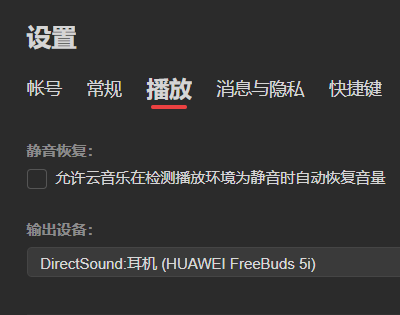 设置
帐号 常规 播放 消息与隐私 快捷键
静音恢复：
允许云音乐在检测播放环境为静音时自动恢复音量
输出设备：
DirectSound:耳机 (HUAWEI FreeBuds 5i)